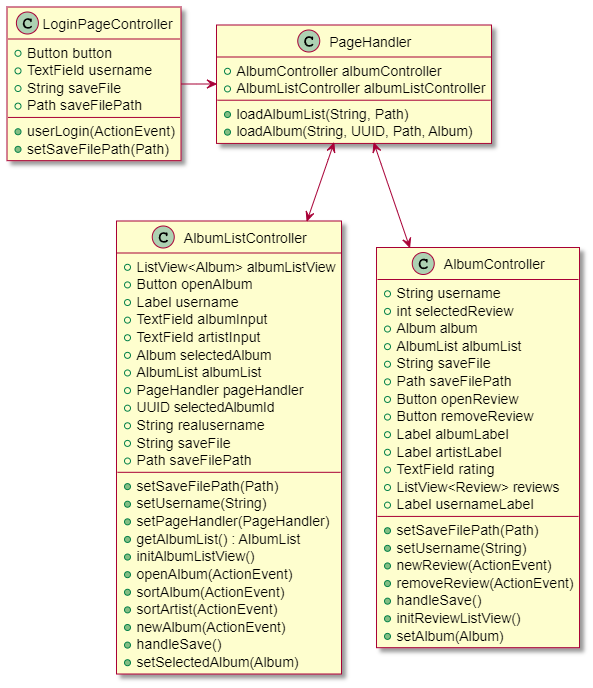 C LoginPageController
Button button
TextField username
String saveFile
Path saveFilePath
userLogin(ActionEvent)
setSaveFilePath(Path)
C PageHandler
AlbumController albumController
AlbumListController albumListController
loadAlbumList(String, Path)
loadAlbum(String, UUID, Path, Album)
C AlbumListController
ListView<Album> albumListView
Button openAlbum
Label username
TextField albumInput
TextField artistInput
Album selectedAlbum
AlbumList albumList
PageHandler pageHandler
UUID selectedAlbumId
String realusername
String saveFile
Path saveFilePath
setSaveFilePath(Path)
setUsername(String)
setPageHandler(PageHandler)
getAlbumList() : AlbumList
initAlbumListView()
openAlbum(ActionEvent)
sortAlbum(ActionEvent)
sortArtist(ActionEvent)
newAlbum(ActionEvent)
handleSave()
setSelectedAlbum(Album)
C AlbumController
String username
int selectedReview
Album album
AlbumList albumList
String saveFile
Path saveFilePath
Button openReview
Button removeReview
Label albumLabel
Label artistLabel
TextField rating
ListView<Review> reviews
Label usernameLabel
setSaveFilePath(Path)
setUsername(String)
newReview(ActionEvent)
removeReview(ActionEvent)
handleSave()
initReviewListView()
setAlbum(Album)